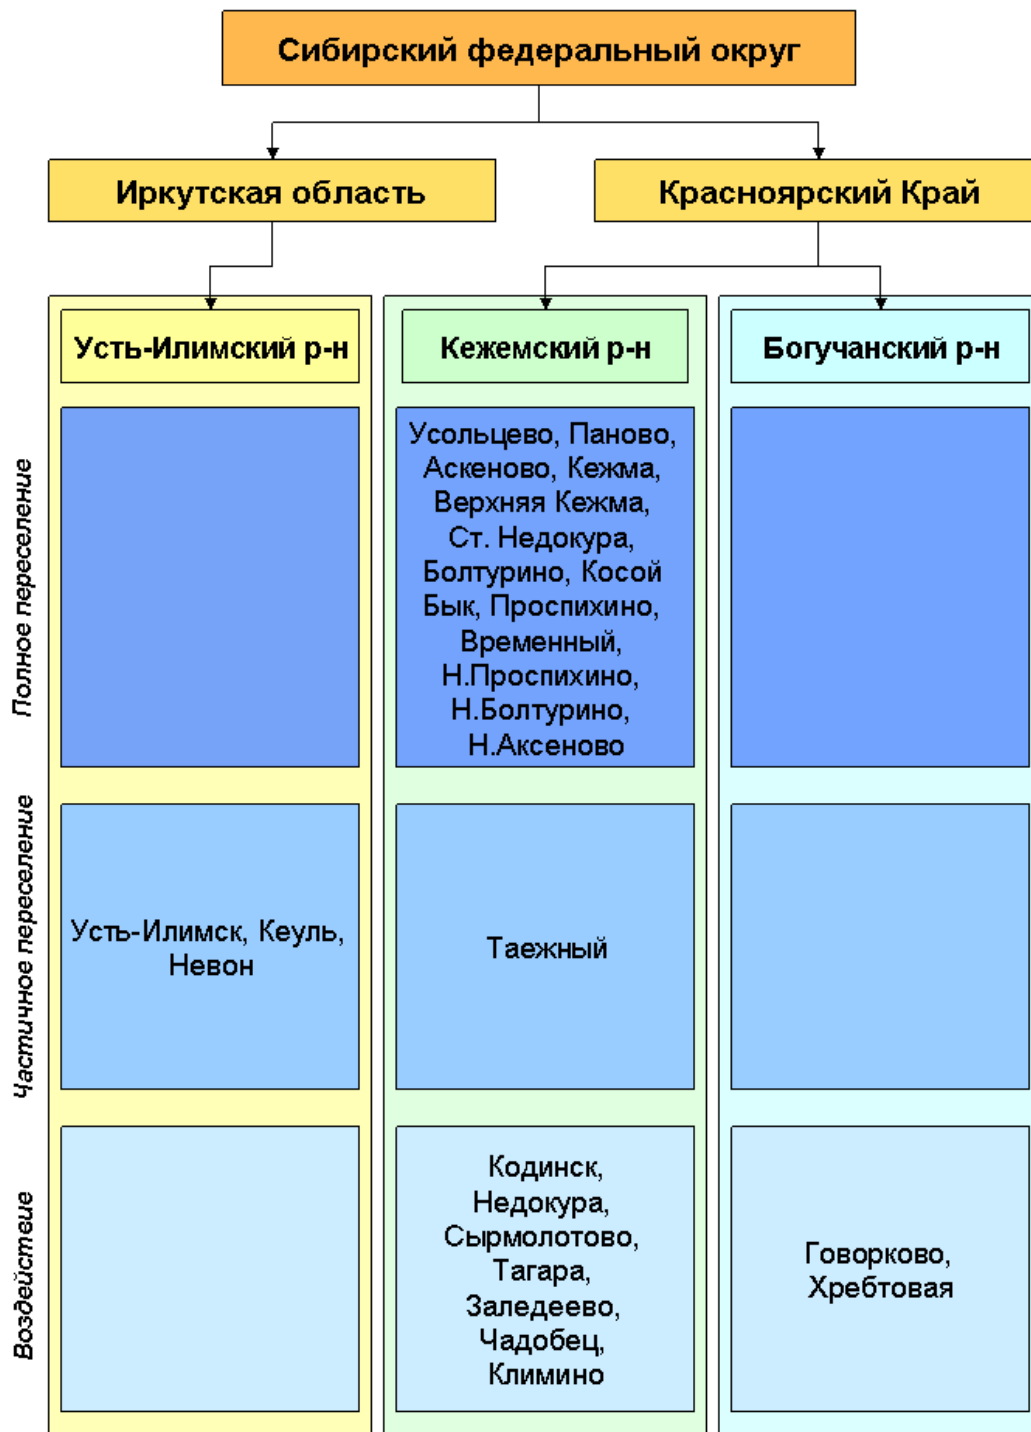 Сибирский федеральный округ
Иркутская область
Красноярский Край
Усть-Илимский р-н
Кежемский р-н
Богучанский р-н
Полное переселение
Усольцево, Паново,
Аскеново, Кежма,
Верхняя Кежма,
Ст. Недокура,
Болтурино, Косой
Бык, Проспихино,
Временный,
Н.Проспихино,
Н.Болтурино,
Н.Аксеново
Частичное переселение
Усть-Илимск, Кеуль,
Невон
Таежный
Воздействие
Кодинск,
Недокура,
Сырмолотово,
Тагара,
Заледеево,
Чадобец,
Климино
Говорково,
Хребтовая